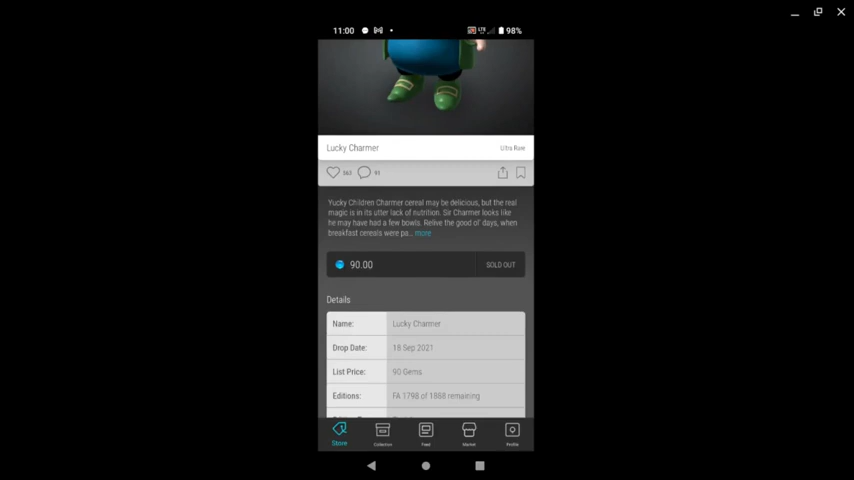 11:00
LTE
98%
Lucky Charmer
Ultra Rare
563
Yucky Children Charmer cereal may be delicious, but the real
magic is in its utter lack of nutrition. Sir Charmer looks like
he may have had a few bowls. Relive the good ol' days, when
breakfast cereals were pa... more
90.00
SOLD OUT
Details
Name: Lucky Charmer
Drop Date: 18 Sep 2021
List Price: 90 Gems
Editions: FA 1798 of 1868 remaining
Store
Collection
Feed
Market
Profile